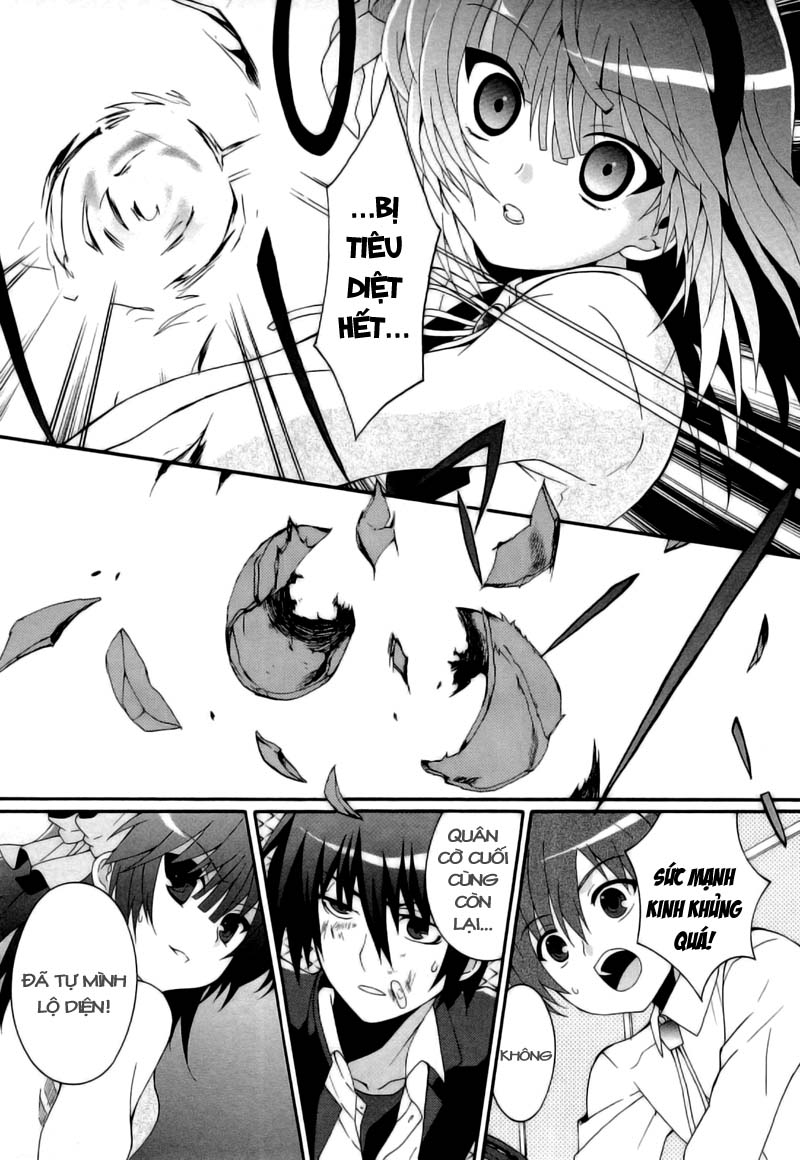 ...BỊ
TIÊU
DIỆT
HẾT...
SỨC MẠNH
KINH KHỦNG
QUÁ!
KHÔNG
QUÂN
CỜ CUỐI
CÙNG
CÒN
LẠI...
ĐÃ TỰ MÌNH
LỘ DIỆN!